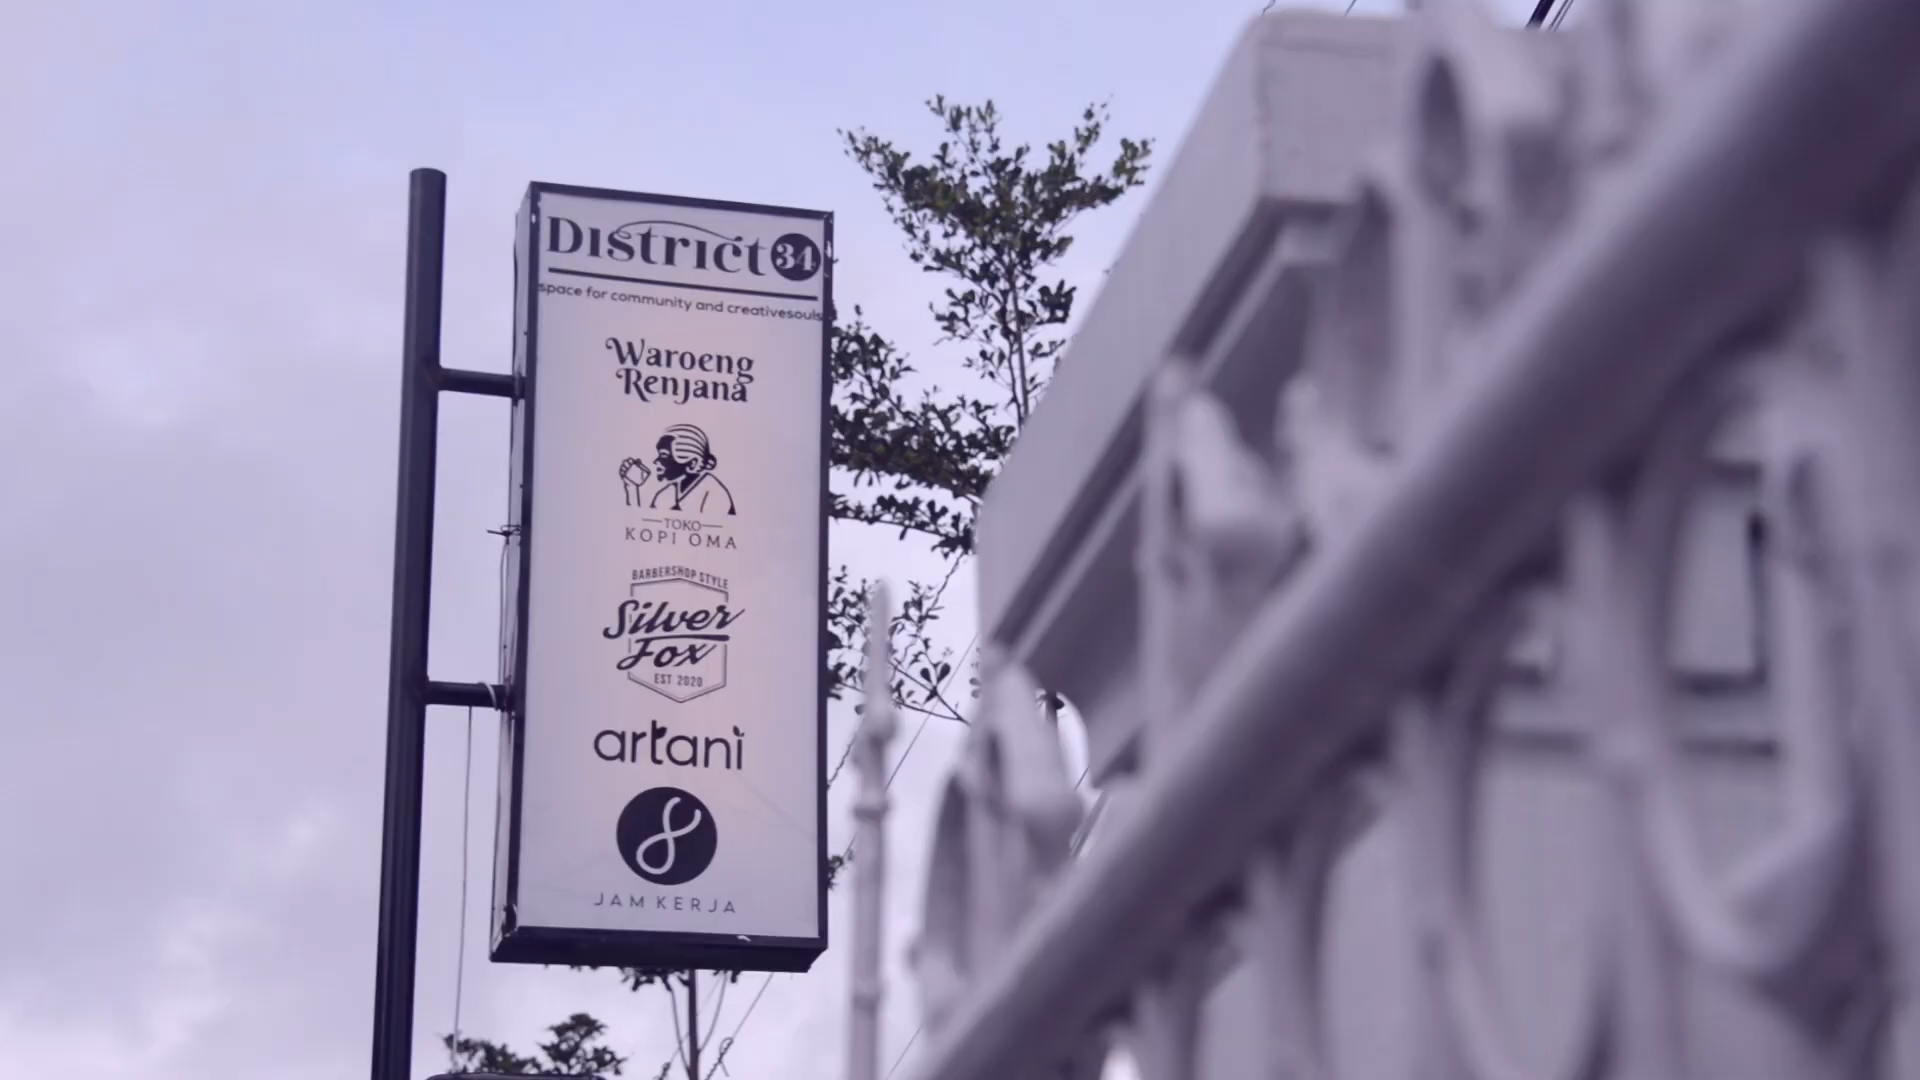 District 34
space for community and creativesouls
Waroeng
Renjana
TOKO
KOPI OMA
BARBERSHOP STYLE
Silver
Fox
EST 2020
artani
JAM KERJA